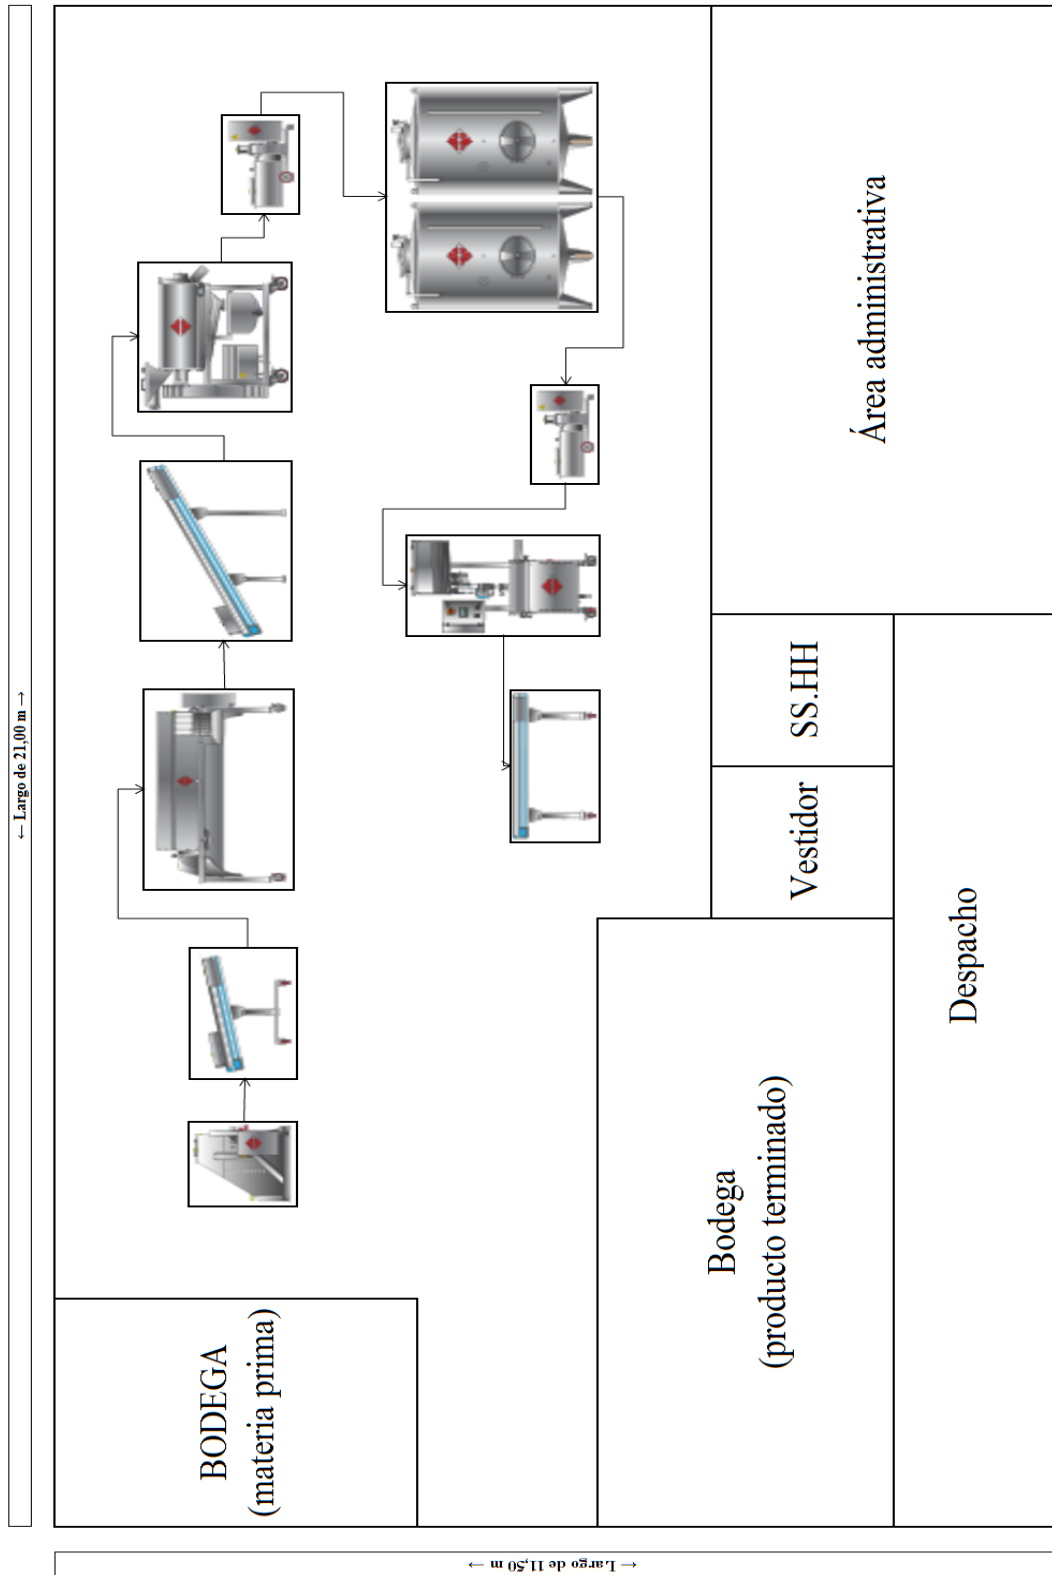 ← Largo de 21,00 m →
BODEGA
(materia prima)
Bodega
(producto terminado)
Vestidor
SS.HH
Área administrativa
Despacho
← Largo de 11,50 m →